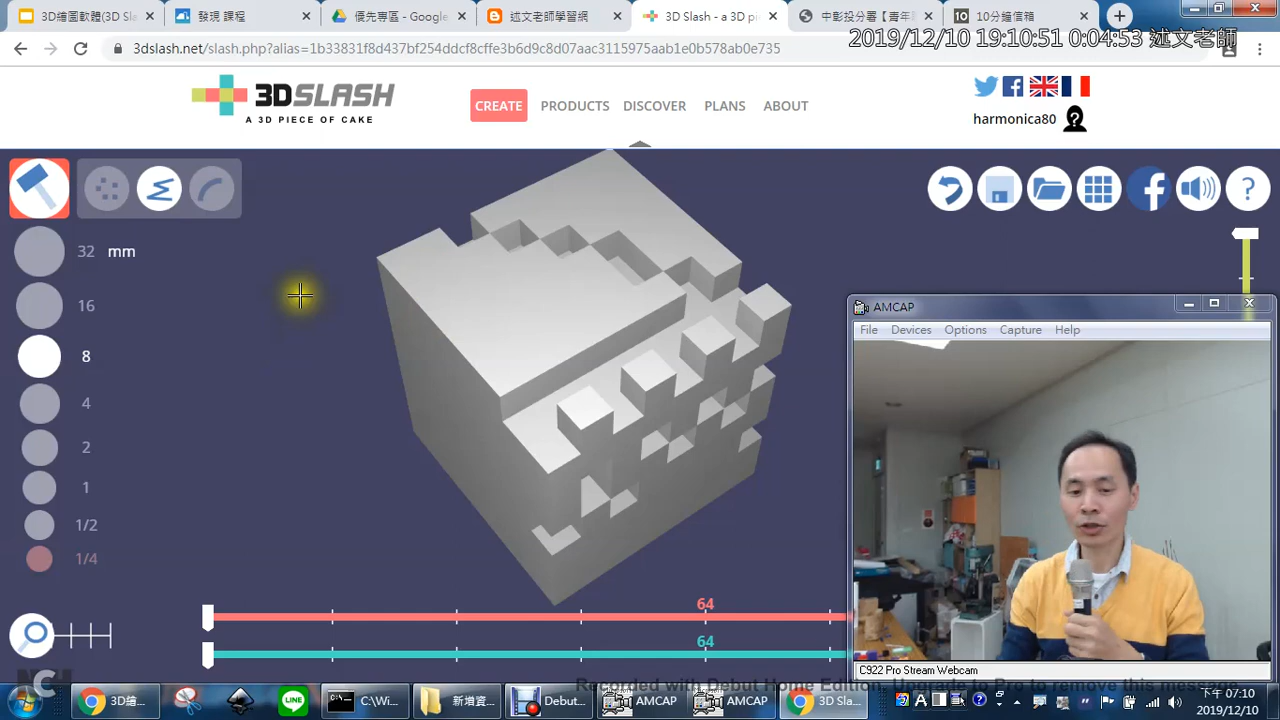 3D繪圖軟體(3D Slas
發現 課程
優先專區 - Google
述文老師學習網
3D Slash - a 3D pi
中彰投分署【青年
10
10分鐘信箱
3dslash.net/slash.php?alias=1b33831f8d437bf254ddcf8cffe3b6d9c8d07aac3115975aab1e0b578ab0e735
2019/12/10 19:10:51 0:04:53 述文老師
3DSLASH
A 3D PIECE OF CAKE
CREATE
PRODUCTS
DISCOVER
PLANS
ABOUT
harmonica80
32 mm
16
8
4
2
1
1/2
1/4
64
64
AMCAP
File Devices Options Capture Help
C922 Pro Stream Webcam
NCH
Recorded with Debut Home Edition. Upgrade to Pro to remove this message
3D繪
LINE
C:\W...
新增資...
Debut...
AMCAP
AMCAP
3D Sla...
下午 07:10
2019/12/10